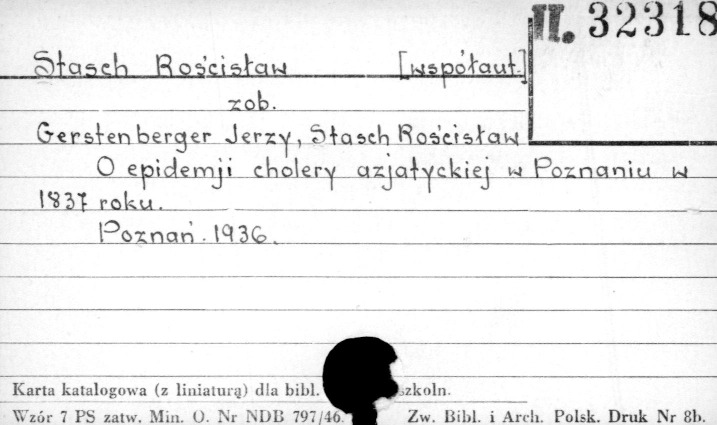 II. 32318
Stasch Rościsław [współaut.]
zob.
Gerstenberger Jerzy, Stasch Rościsław
O epidemji cholery azjatyckiej w Poznaniu w
1837 roku.
Poznań. 1936.
Karta katalogowa (z liniaturą) dla bibl. szkoln.
Wzór 7 PS zatw. Min. O. Nr NDB 797/46. Zw. Bibl. i Arch. Polsk. Druk Nr 8b.